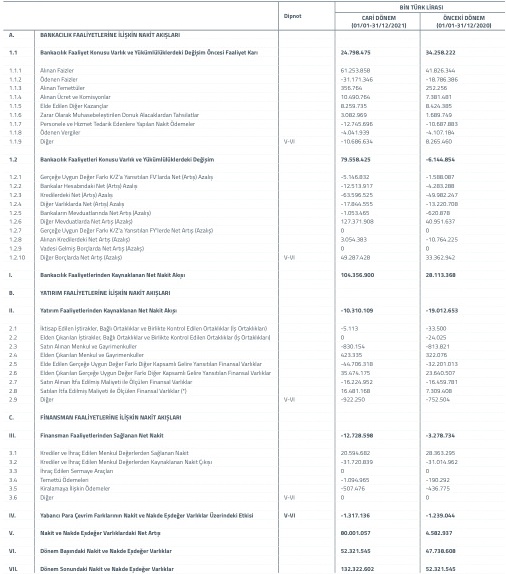 BİN TÜRK LİRASI
Dipnot CARİ DÖNEM ÖNCEKİ DÖNEM
(01/01-31/12/2021) (01/01-31/12/2020)
A. BANKACILIK FAALİYETLERİNE İLİŞKİN NAKİT AKIŞLARI
1.1 Bankacılık Faaliyet Konusu Varlık ve Yükümlülüklerdeki Değişim Öncesi Faaliyet Karı 24.798.475 34.258.222
1.1.1 Alınan Faizler 61.253.858 41.826.344
1.1.2 Ödenen Faizler -31.171.346 -18.786.386
1.1.3 Alınan Temettüler 356.764 252.256
1.1.4 Alınan Ücret ve Komisyonlar 10.490.764 7.381.481
1.1.5 Elde Edilen Diğer Kazançlar 8.259.735 8.424.385
1.1.6 Zarar Olarak Muhasebeleştirilen Donuk Alacaklardan Tahsilatlar 3.082.969 1.689.749
1.1.7 Personele ve Hizmet Tedarik Edenlere Yapılan Nakit Ödemeler -12.745.696 -10.687.883
1.1.8 Ödenen Vergiler -4.041.939 -4.107.184
1.1.9 Diğer V-VI -10.686.634 8.265.460
1.2 Bankacılık Faaliyetleri Konusu Varlık ve Yükümlülüklerdeki Değişim 79.558.425 -6.144.854
1.2.1 Gerçeğe Uygun Değer Farkı K/Z'a Yansıtılan FV'larda Net (Artış) Azalış -5.146.832 -1.588.087
1.2.2 Bankalar Hesabındaki Net (Artış) Azalış -12.513.917 -4.283.288
1.2.3 Kredilerdeki Net (Artış) Azalış -63.596.525 -49.982.247
1.2.4 Diğer Varlıklarda Net (Artış) Azalış -17.844.555 -13.220.708
1.2.5 Bankaların Mevduatlarında Net Artış (Azalış) -1.053.465 -620.878
1.2.6 Diğer Mevduatlarda Net Artış (Azalış) 127.371.908 40.951.637
1.2.7 Gerçeğe Uygun Değer Farkı K/Z'a Yansıtılan FY'lerde Net Artış (Azalış) 0 0
1.2.8 Alınan Kredilerdeki Net Artış (Azalış) 3.054.383 -10.764.225
1.2.9 Vadesi Gelmiş Borçlarda Net Artış (Azalış) 0 0
1.2.10 Diğer Borçlarda Net Artış (Azalış) V-VI 49.287.428 33.362.942
I. Bankacılık Faaliyetlerinden Kaynaklanan Net Nakit Akışı 104.356.900 28.113.368
B. YATIRIM FAALİYETLERİNE İLİŞKİN NAKİT AKIŞLARI
II. Yatırım Faaliyetlerinden Kaynaklanan Net Nakit Akışı -10.310.109 -19.012.653
2.1 İktisap Edilen İştirakler, Bağlı Ortaklıklar ve Birlikte Kontrol Edilen Ortaklıklar (İş Ortaklıkları) -5.113 -33.500
2.2 Elden Çıkarılan İştirakler, Bağlı Ortaklıklar ve Birlikte Kontrol Edilen Ortaklıklar (İş Ortaklıkları) 0 -24.025
2.3 Satın Alınan Menkul ve Gayrimenkuller -830.154 -813.821
2.4 Elden Çıkarılan Menkul ve Gayrimenkuller 423.335 322.076
2.5 Elde Edilen Gerçeğe Uygun Değer Farkı Diğer Kapsamlı Gelire Yansıtılan Finansal Varlıklar -44.706.318 -32.201.013
2.6 Elden Çıkarılan Gerçeğe Uygun Değer Farkı Diğer Kapsamlı Gelire Yansıtılan Finansal Varlıklar 35.474.175 23.640.507
2.7 Satın Alınan İtfa Edilmiş Maliyeti ile Ölçülen Finansal Varlıklar -16.224.952 -16.459.781
2.8 Satılan İtfa Edilmiş Maliyeti ile Ölçülen Finansal Varlıklar (*) 16.481.168 7.309.408
2.9 Diğer V-VI -922.250 -752.504
C. FİNANSMAN FAALİYETLERİNE İLİŞKİN NAKİT AKIŞLARI
III. Finansman Faaliyetlerinden Sağlanan Net Nakit -12.728.598 -3.278.734
3.1 Krediler ve İhraç Edilen Menkul Değerlerden Sağlanan Nakit 20.594.682 28.363.295
3.2 Krediler ve İhraç Edilen Menkul Değerlerden Kaynaklanan Nakit Çıkışı -31.720.839 -31.014.962
3.3 İhraç Edilen Sermaye Araçları 0 0
3.4 Temettü Ödemeleri -1.094.965 -190.292
3.5 Kiralamaya İlişkin Ödemeler -507.476 -436.775
3.6 Diğer V-VI 0 0
IV. Yabancı Para Çevrim Farklarının Nakit ve Nakde Eşdeğer Varlıklar Üzerindeki Etkisi V-VI -1.317.136 -1.239.044
V. Nakit ve Nakde Eşdeğer Varlıklardaki Net Artış 80.001.057 4.582.937
VI. Dönem Başındaki Nakit ve Nakde Eşdeğer Varlıklar 52.321.545 47.738.608
VII. Dönem Sonundaki Nakit ve Nakde Eşdeğer Varlıklar 132.322.602 52.321.545